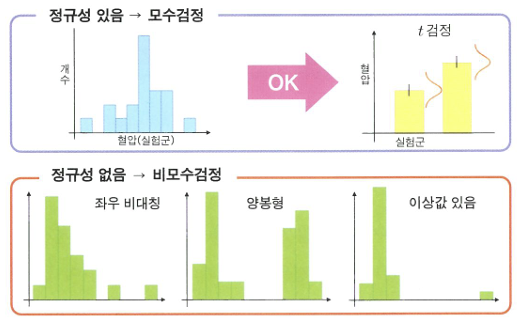 정규성 있음 → 모수검정
개수
혈압(실험군)
OK
t 검정
혈압
실험군
정규성 없음 → 비모수검정
좌우 비대칭
양봉형
이상값 있음